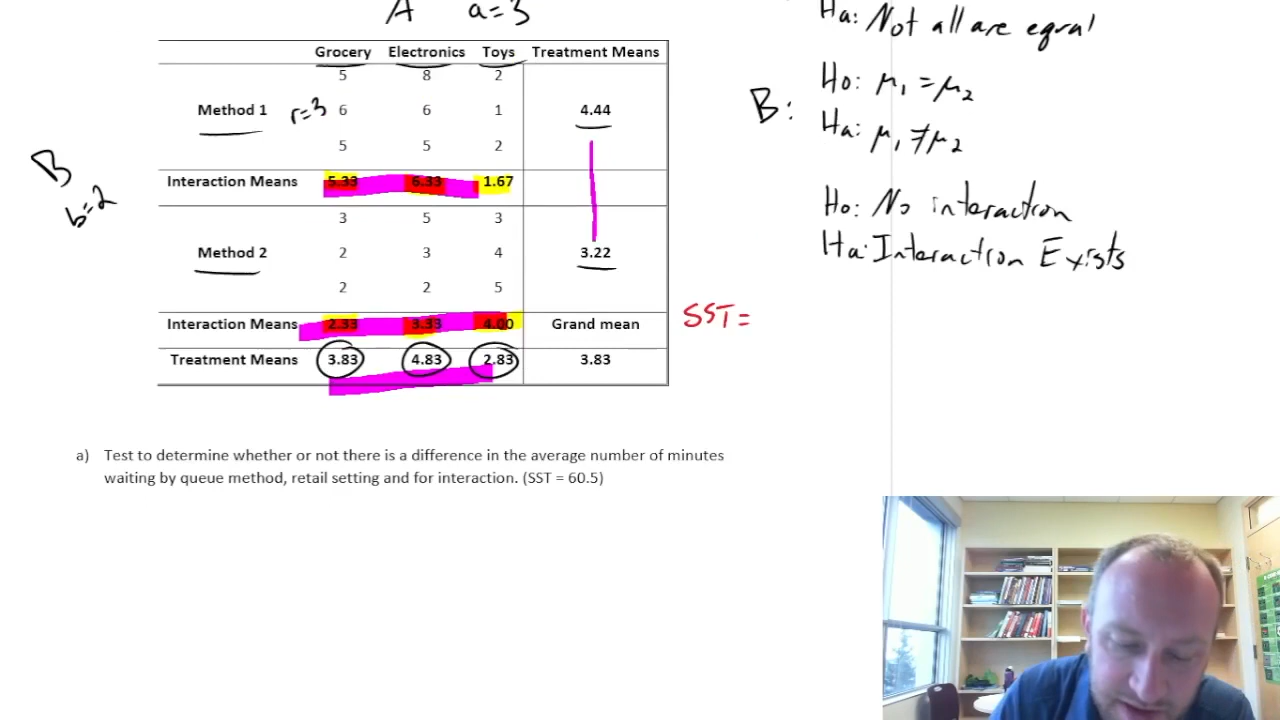 A a=3
Ha: Not all are equal
Grocery Electronics Toys Treatment Means
5 8 2
Method 1 r=3 6 6 1 4.44
5 5 2
Interaction Means 5.33 6.33 1.67
3 5 3
Method 2 2 3 4 3.22
2 2 5
Interaction Means 2.33 3.33 4.00 Grand mean
Treatment Means 3.83 4.83 2.83 3.83
B
b=2
B:
Ho: μ₁ = μ₂
Ha: μ₁ ≠ μ₂
Ho: No interaction
Ha: Interaction Exists
SST =
a) Test to determine whether or not there is a difference in the average number of minutes
waiting by queue method, retail setting and for interaction. (SST = 60.5)